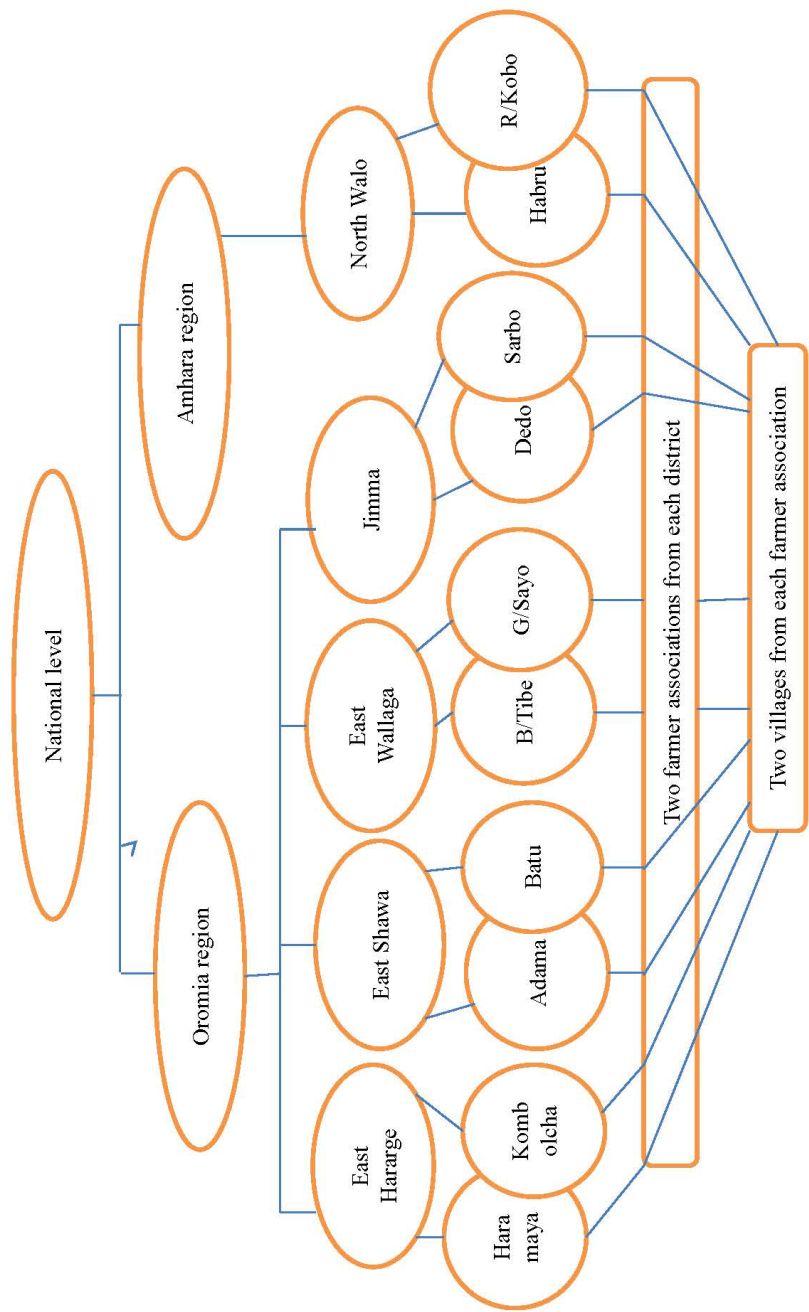 National level
Oromia region
Amhara region
East
Hararge
East Shawa
East
Wallaga
Jimma
North Walo
Hara
maya
Komb
olcha
Adama
Batu
B/Tibe
G/Sayo
Dedo
Sarbo
Habru
R/Kobo
Two farmer associations from each district
Two villages from each farmer association